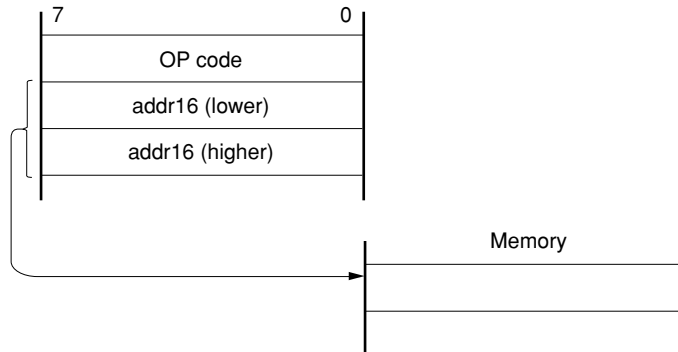 7 0
OP code
addr16 (lower)
addr16 (higher)
Memory